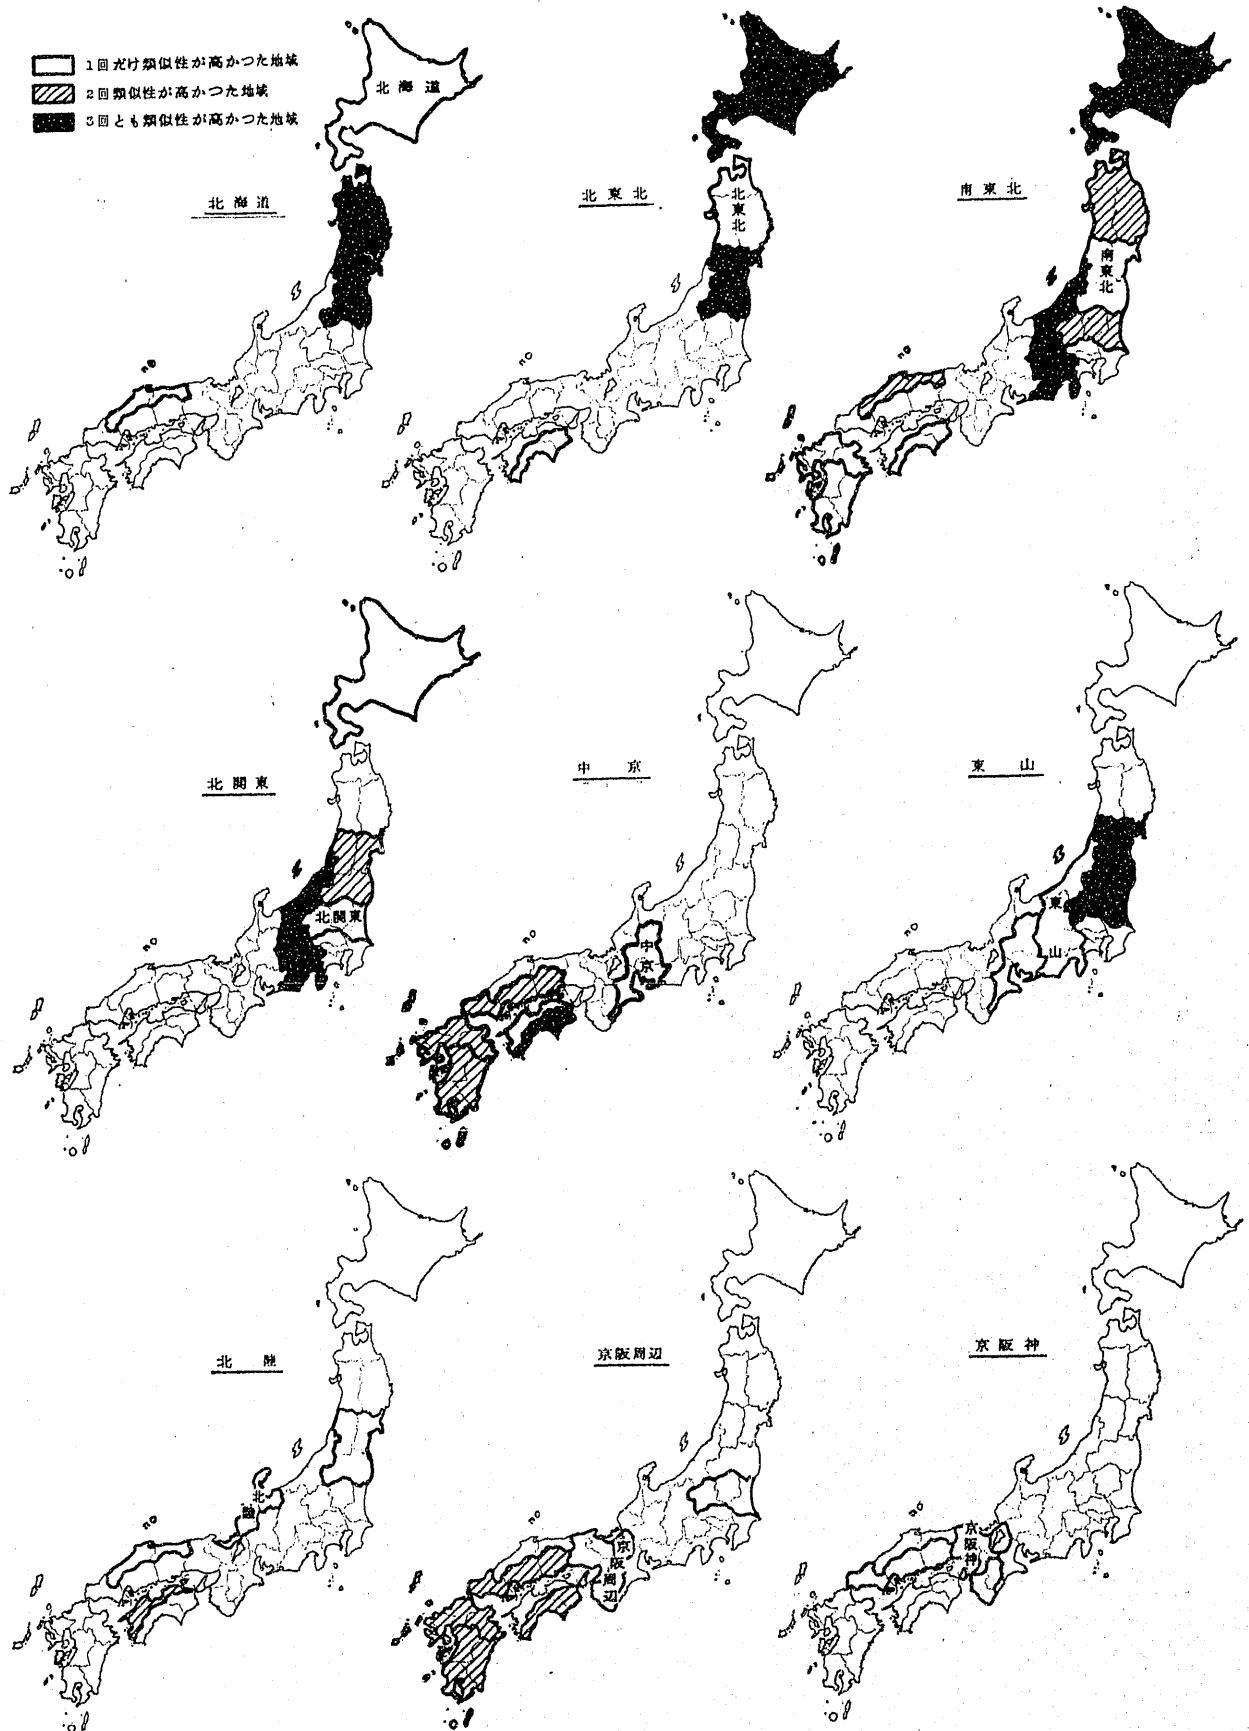 1回だけ類似性が高かつた地域
2回類似性が高かつた地域
3回とも類似性が高かつた地域
北海道
北海道
北東北
北東北
南東北
南東北
北関東
北関東
中京
中京
東山
東山
北陸
北陸
京阪周辺
京阪周辺
京阪神
京阪神